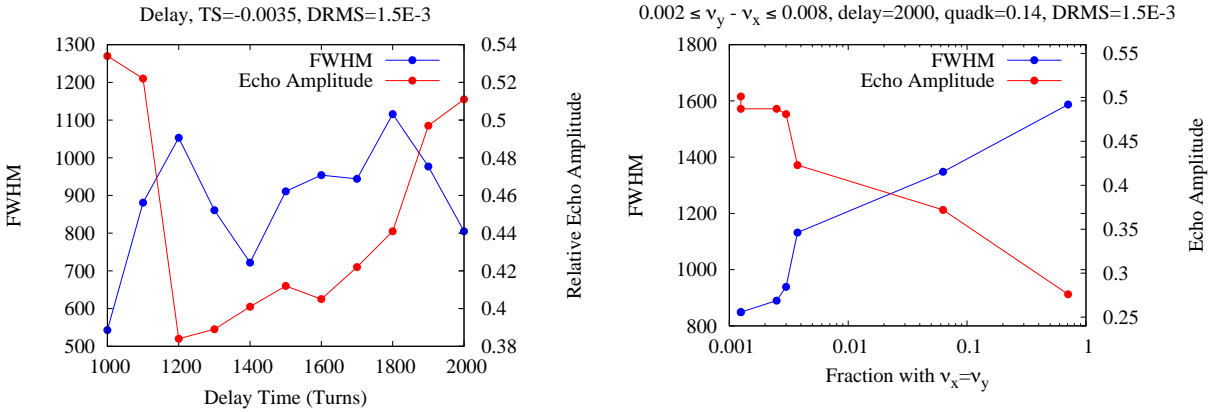 Delay, TS=-0.0035, DRMS=1.5E-3
FWHM
Echo Amplitude
1300
1200
1100
1000
900
800
700
600
500
FWHM
0.54
0.52
0.5
0.48
0.46
0.44
0.42
0.4
0.38
Relative Echo Amplitude
1000 1200 1400 1600 1800 2000
Delay Time (Turns)
0.002 ≤ νy - νx ≤ 0.008, delay=2000, quadk=0.14, DRMS=1.5E-3
FWHM
Echo Amplitude
1800
1600
1400
1200
1000
800
FWHM
0.55
0.5
0.45
0.4
0.35
0.3
0.25
Echo Amplitude
0.001 0.01 0.1 1
Fraction with νx=νy